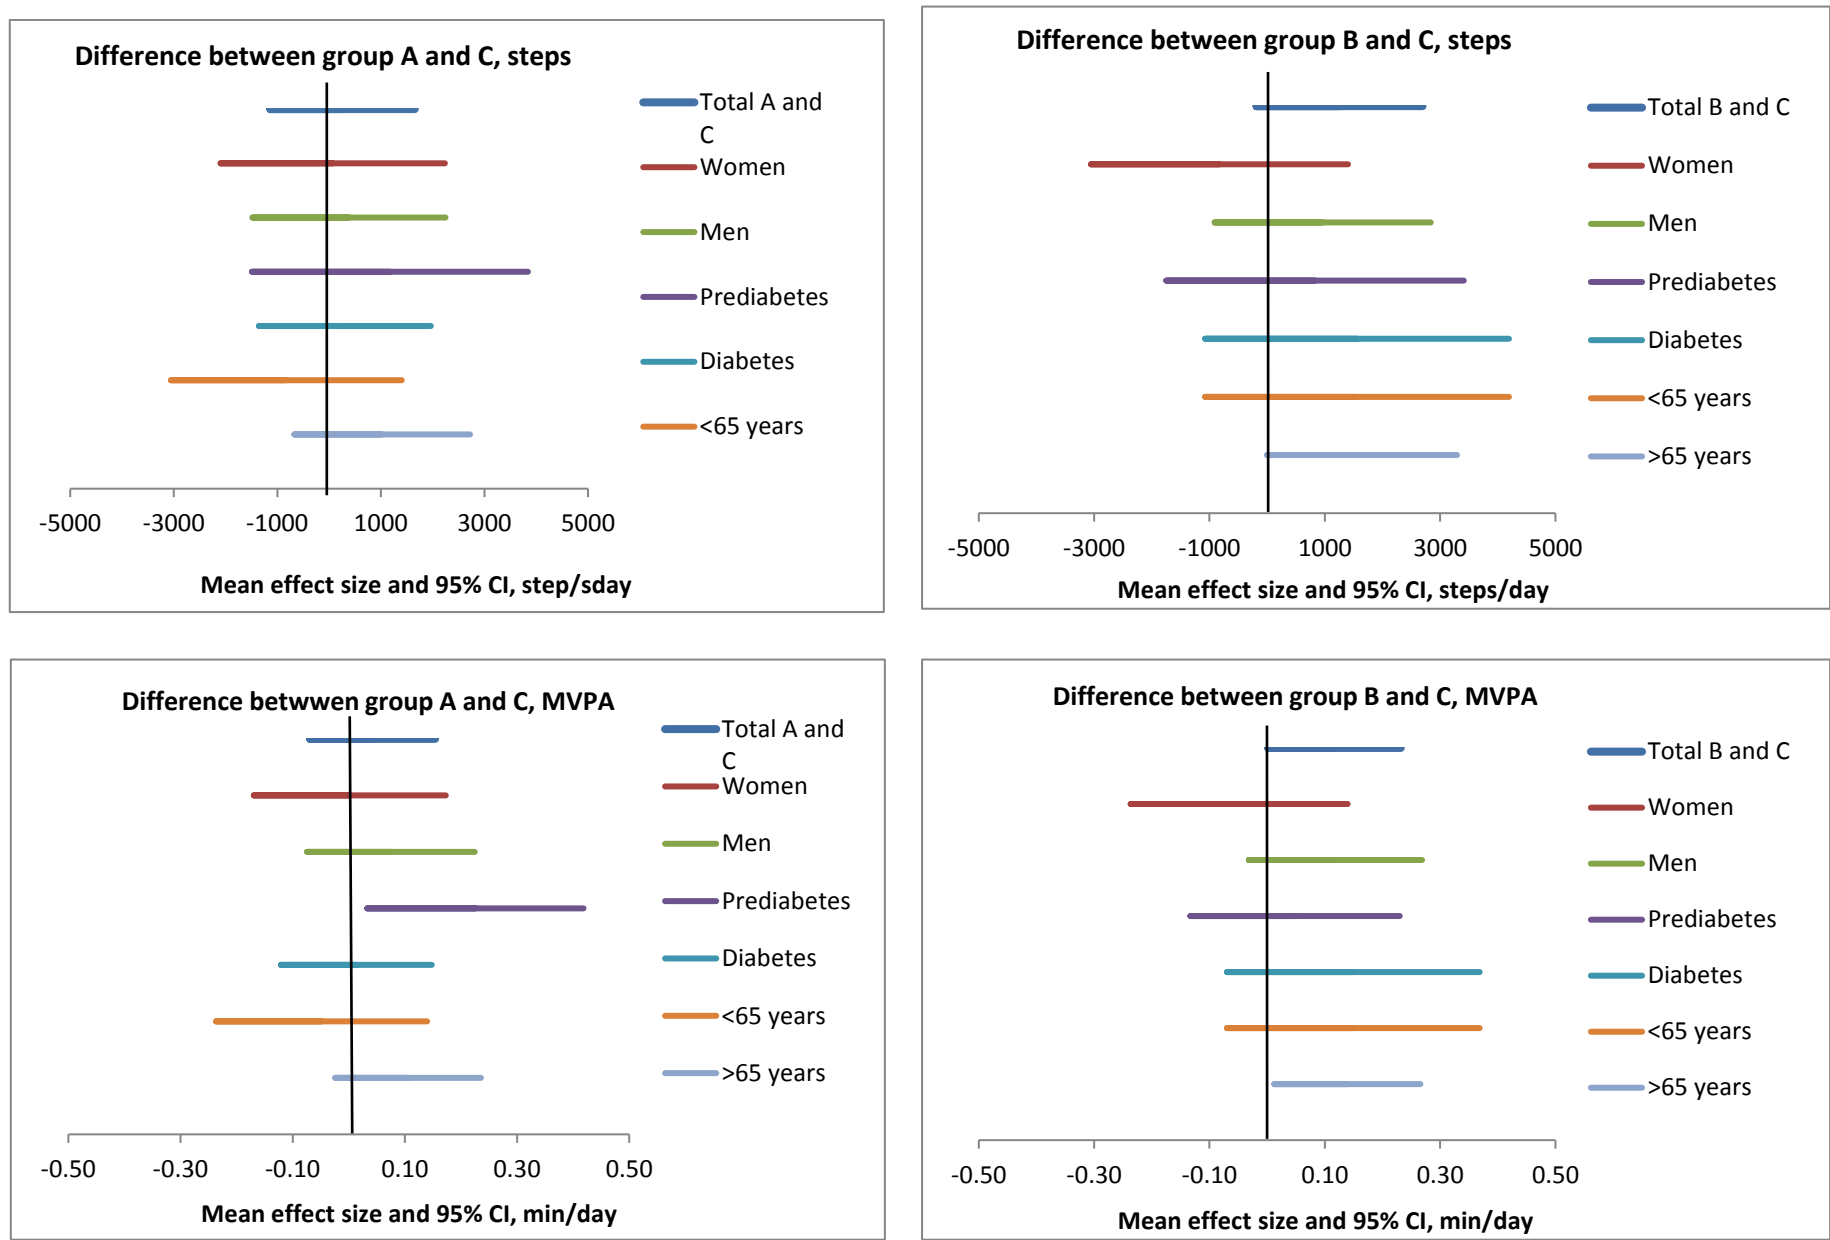 Difference between group A and C, steps
Total A and
C
Women
Men
Prediabetes
Diabetes
<65 years
-5000
-3000
-1000
1000
3000
5000
Mean effect size and 95% CI, step/sday
Difference between group B and C, steps
Total B and C
Women
Men
Prediabetes
Diabetes
<65 years
>65 years
-5000
-3000
-1000
1000
3000
5000
Mean effect size and 95% CI, steps/day
Difference betwwen group A and C, MVPA
Total A and
C
Women
Men
Prediabetes
Diabetes
<65 years
>65 years
-0.50
-0.30
-0.10
0.10
0.30
0.50
Mean effect size and 95% CI, min/day
Difference between group B and C, MVPA
Total B and C
Women
Men
Prediabetes
Diabetes
<65 years
>65 years
-0.50
-0.30
-0.10
0.10
0.30
0.50
Mean effect size and 95% CI, min/day